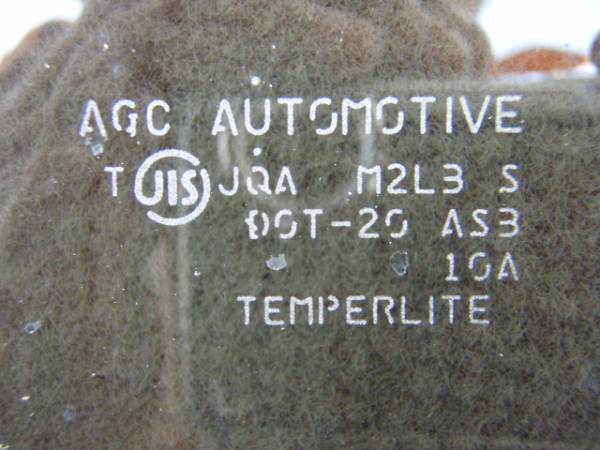 AGC AUTOMOTIVE
T JIS JQA M2L3 S
DOT-20 AS3
10A
TEMPERLITE